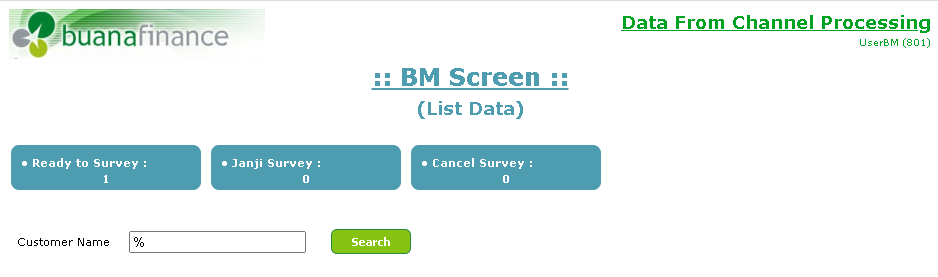 buanafinance
Data From Channel Processing
UserBM (801)
:: BM Screen ::
(List Data)
• Ready to Survey :
1
• Janji Survey :
0
• Cancel Survey :
0
Customer Name % Search